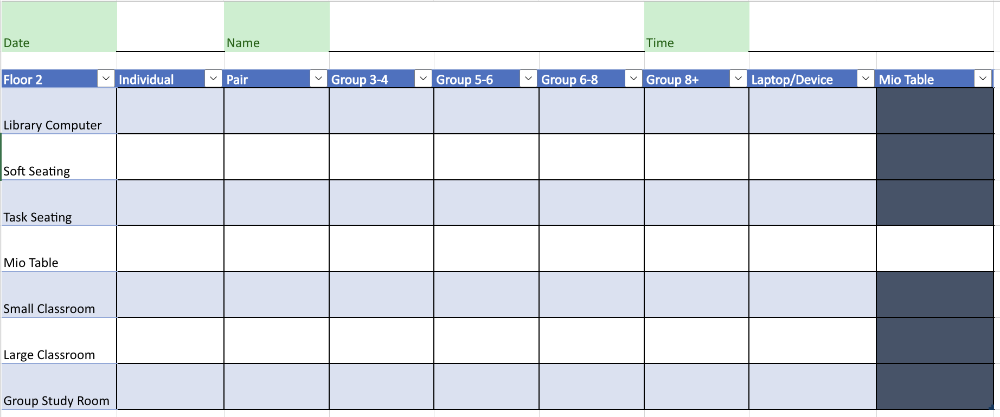 Date Name Time
Floor 2 Individual Pair Group 3-4 Group 5-6 Group 6-8 Group 8+ Laptop/Device Mio Table
Library Computer
Soft Seating
Task Seating
Mio Table
Small Classroom
Large Classroom
Group Study Room